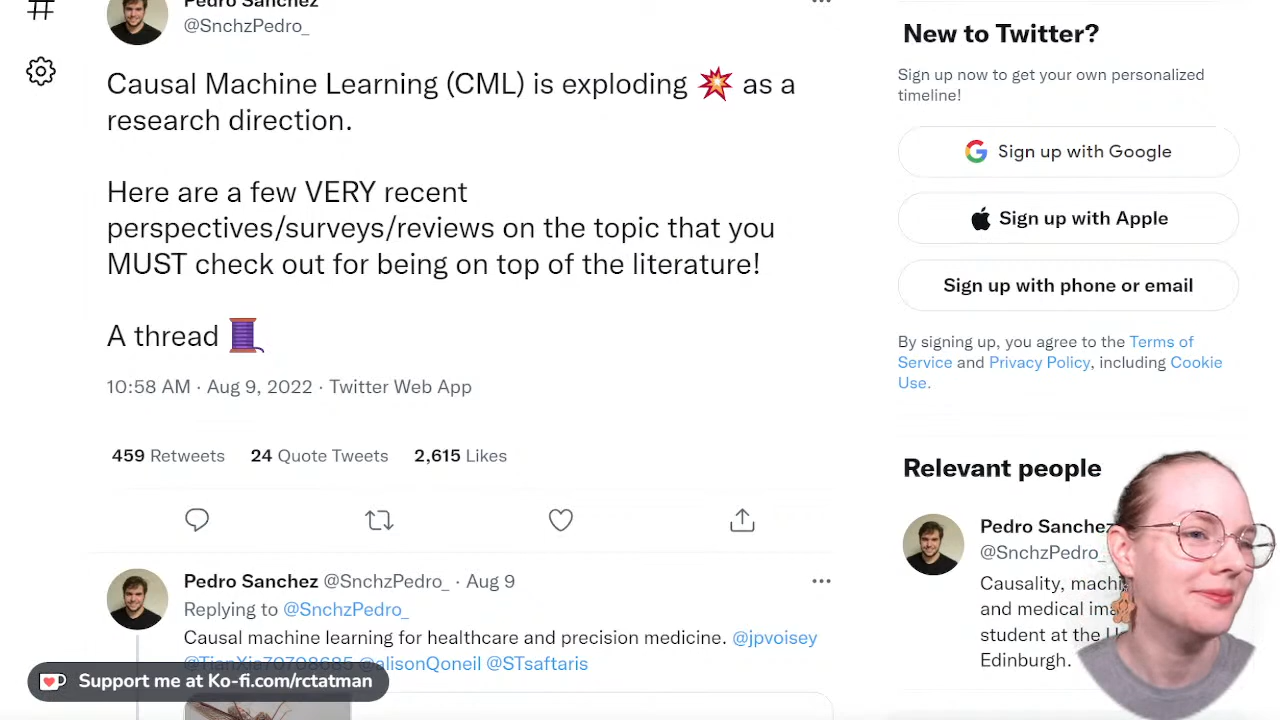 Pedro Sanchez
@SnchzPedro_
Causal Machine Learning (CML) is exploding 💥 as a
research direction.
Here are a few VERY recent
perspectives/surveys/reviews on the topic that you
MUST check out for being on top of the literature!
A thread 🧵
10:58 AM · Aug 9, 2022 · Twitter Web App
459 Retweets 24 Quote Tweets 2,615 Likes
Pedro Sanchez @SnchzPedro_ · Aug 9
Replying to @SnchzPedro_
Causal machine learning for healthcare and precision medicine. @jpvoisey
@TianXia70708685 @alisonQoneil @STsaftaris
Support me at Ko-fi.com/rctatman
New to Twitter?
Sign up now to get your own personalized
timeline!
Sign up with Google
Sign up with Apple
Sign up with phone or email
By signing up, you agree to the Terms of
Service and Privacy Policy, including Cookie
Use.
Relevant people
Pedro Sanchez
@SnchzPedro_
Causality, machi
and medical ima
student at the U
Edinburgh.